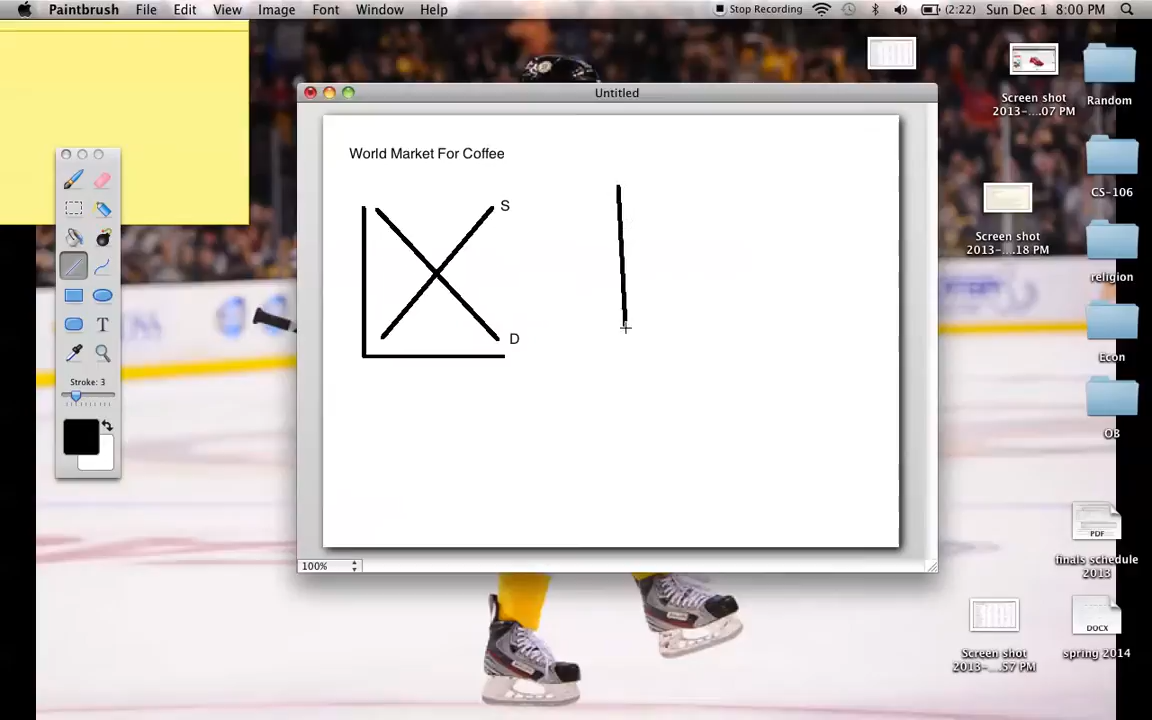 Paintbrush File Edit View Image Font Window Help
Stop Recording (2:22) Sun Dec 1 8:00 PM
Untitled
World Market For Coffee
S
D
100%
Stroke: 3
Screen shot
2013-....07 PM
Random
CS-106
Screen shot
2013-....18 PM
religion
Econ
OB
PDF
finals schedule
2013
DOCX
Screen shot
2013-...57 PM
spring 2014